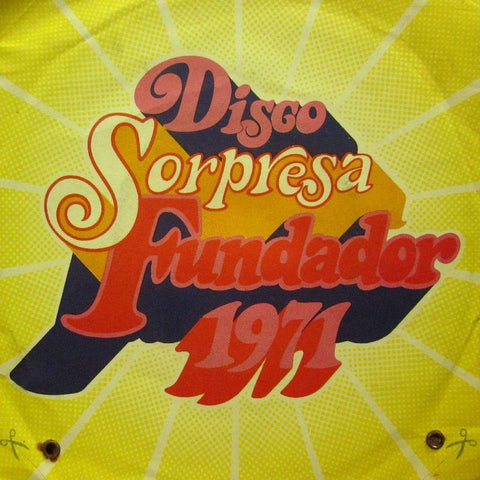 Disco
Sorpresa
Fundador
1971